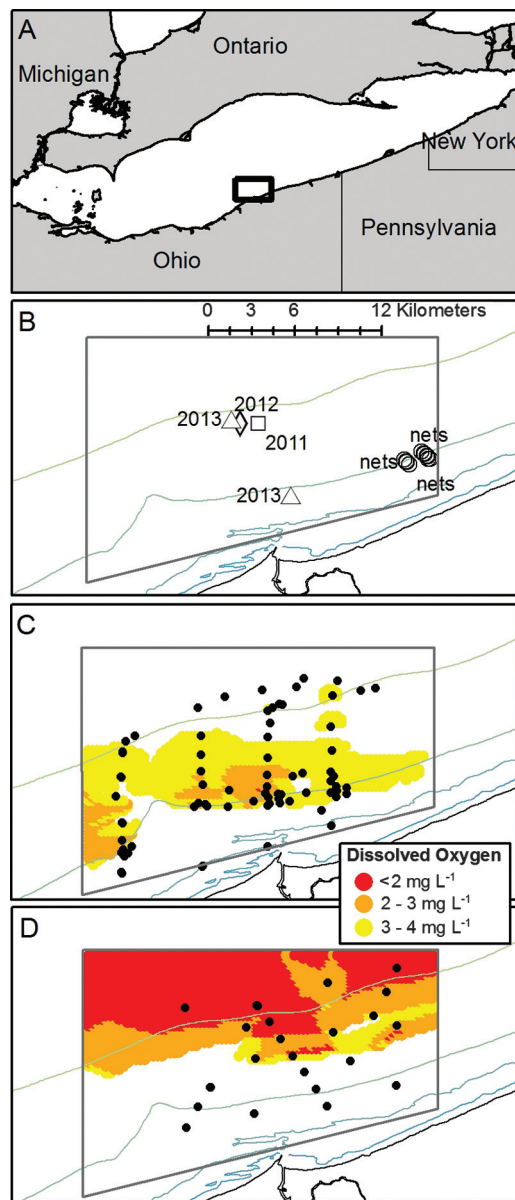 A
Ontario
Michigan
New York
Pennsylvania
Ohio
B
0 3 6 12 Kilometers
2012
2013
2011
nets
nets
nets
2013
C
Dissolved Oxygen
<2 mg L⁻¹
2 - 3 mg L⁻¹
3 - 4 mg L⁻¹
D